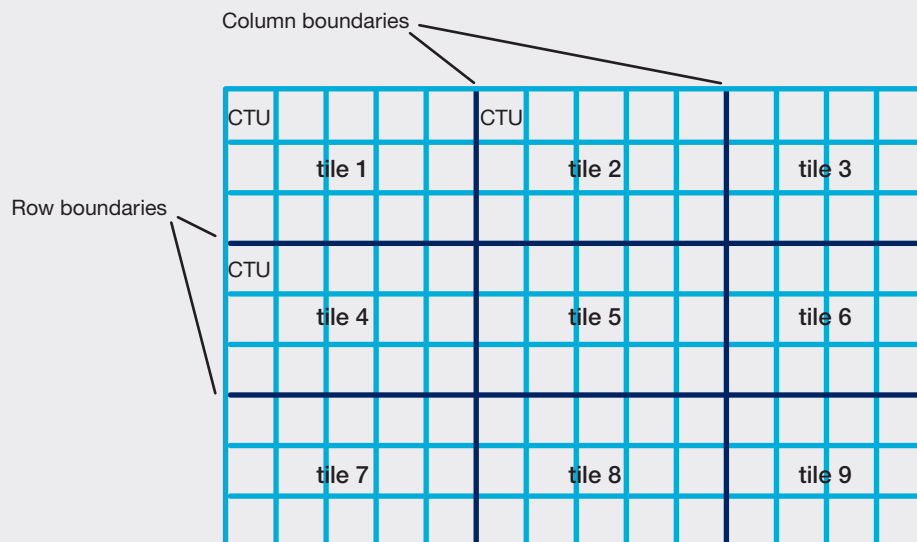 Column boundaries
CTU CTU
tile 1 tile 2 tile 3
Row boundaries
CTU
tile 4 tile 5 tile 6
tile 7 tile 8 tile 9